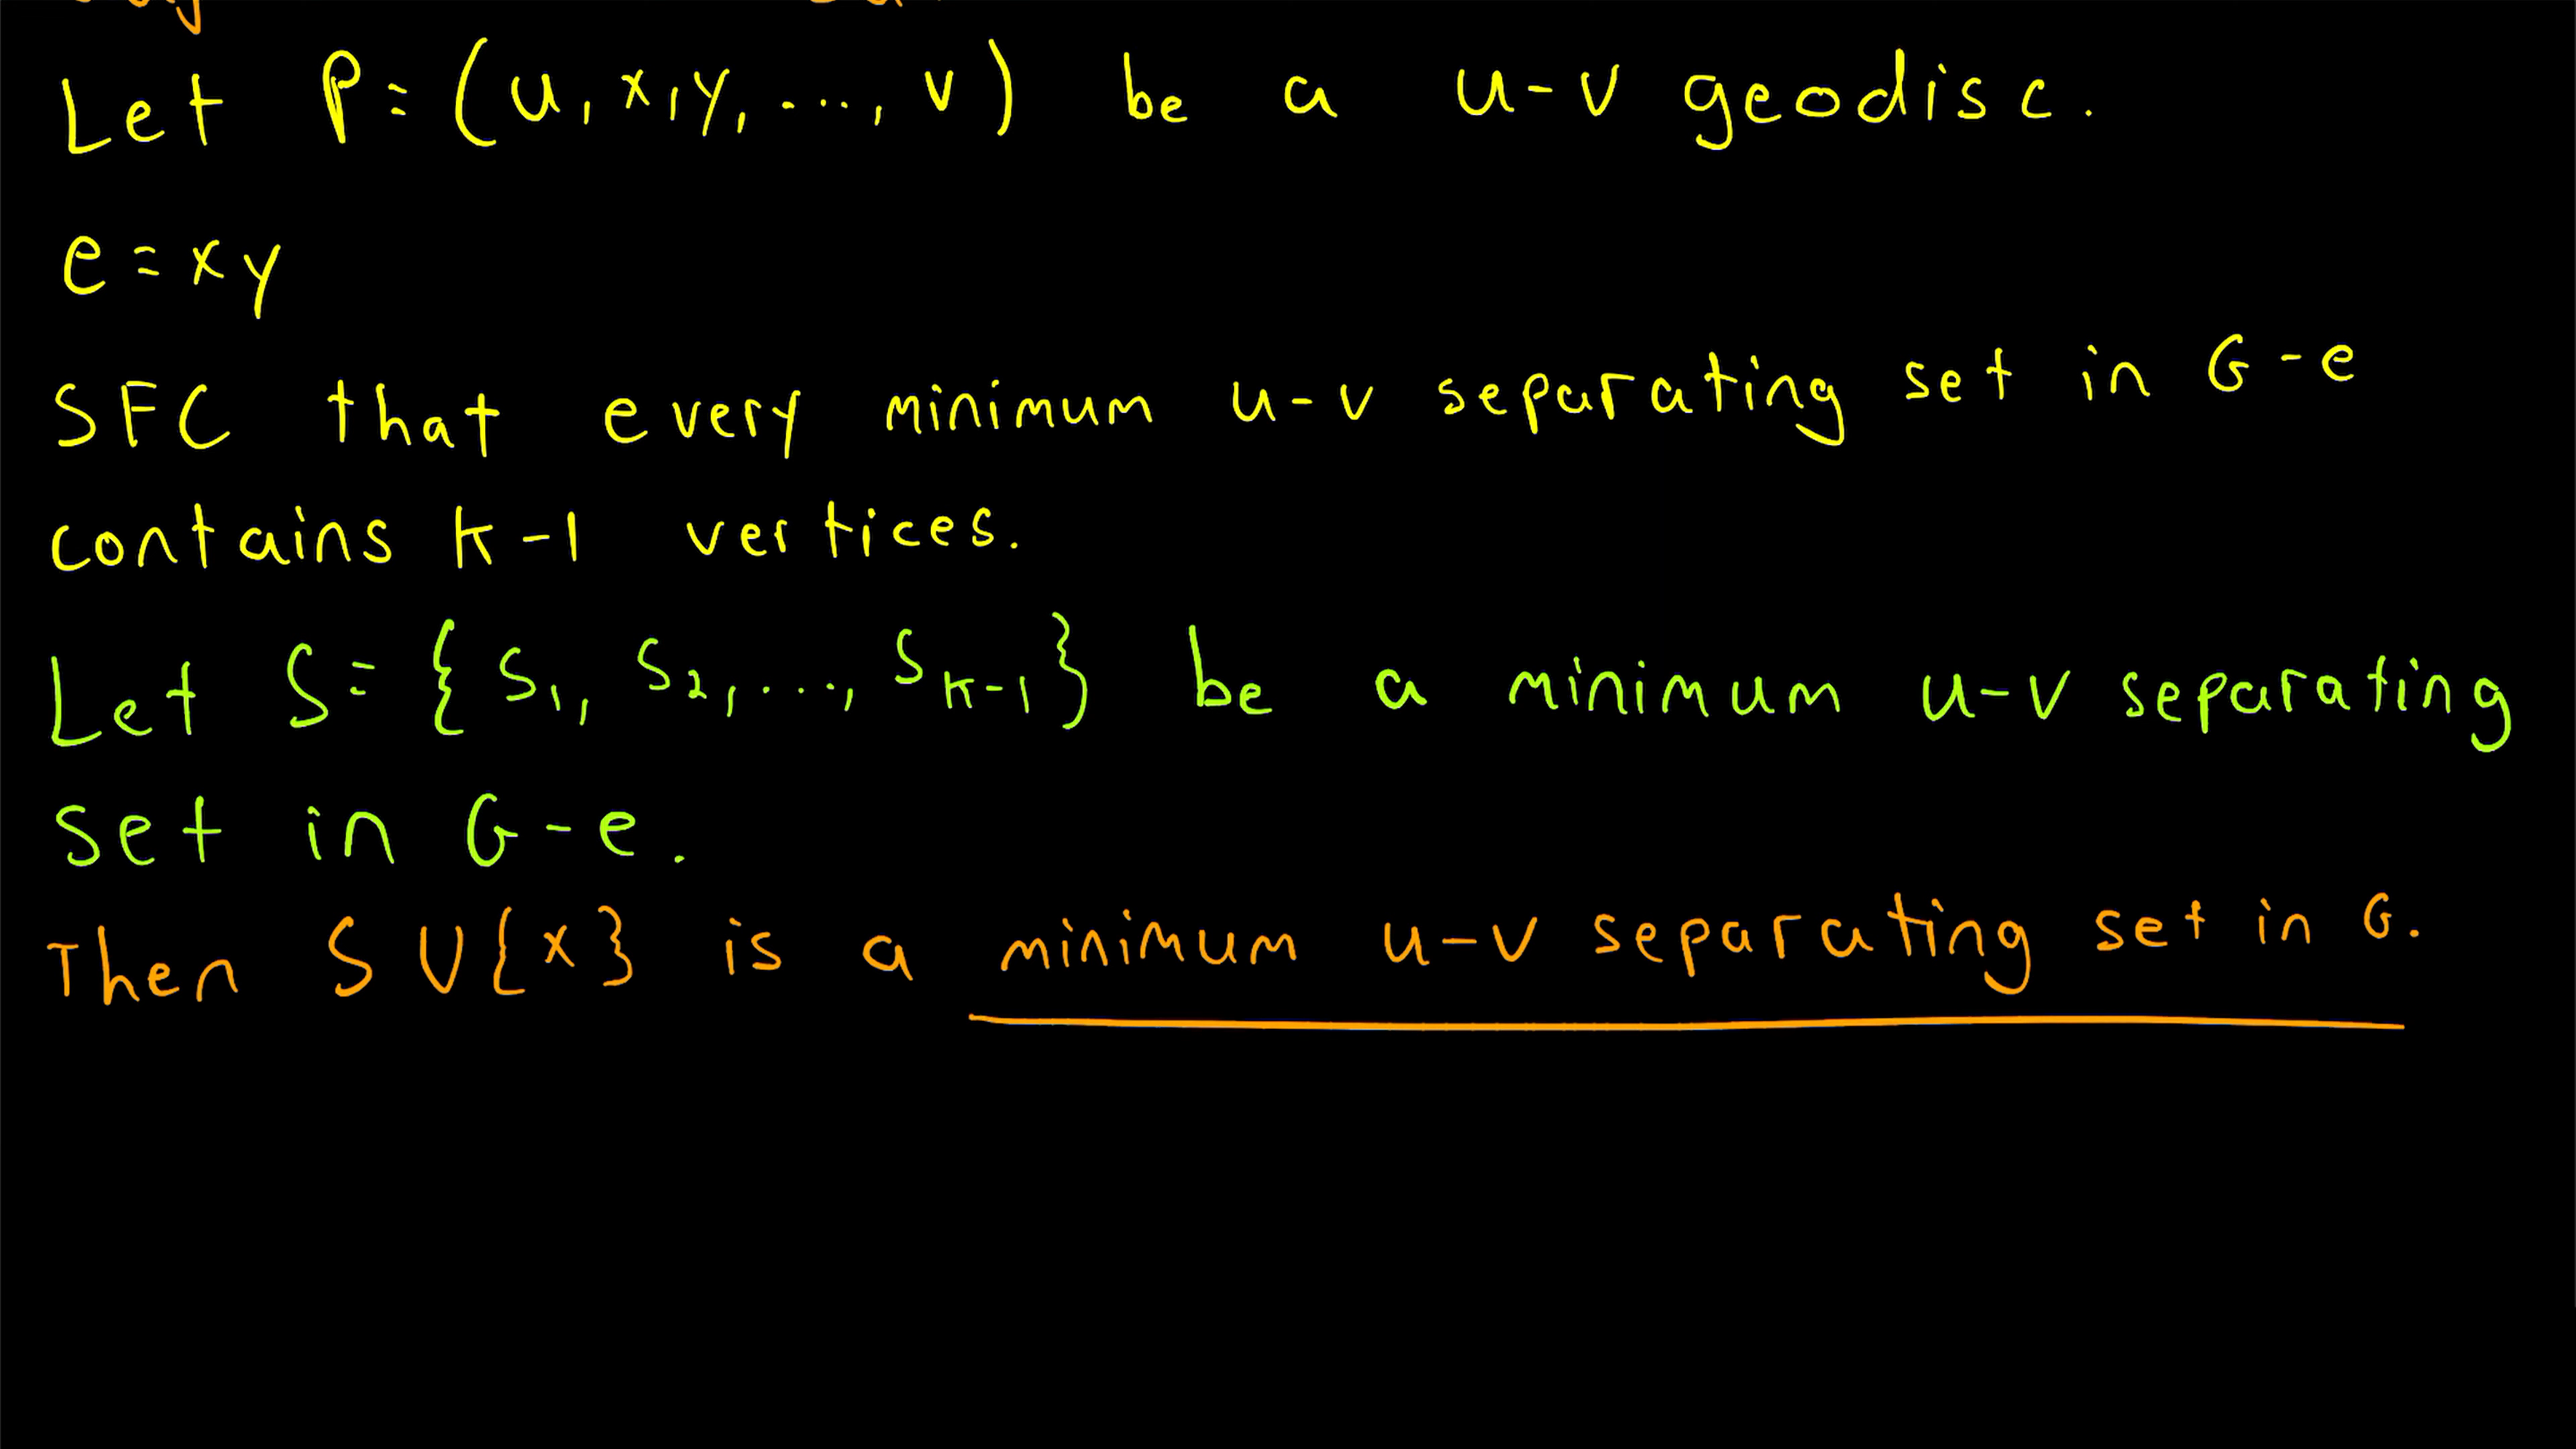 Let P = (u, x, y, ..., v) be a u-v geodisc.
e = xy
SFC that every minimum u-v separating set in G-e
contains k-1 vertices.
Let S = {s₁, s₂, ..., sₖ₋₁} be a minimum u-v separating
set in G-e.
Then S U {x} is a minimum u-v separating set in G.